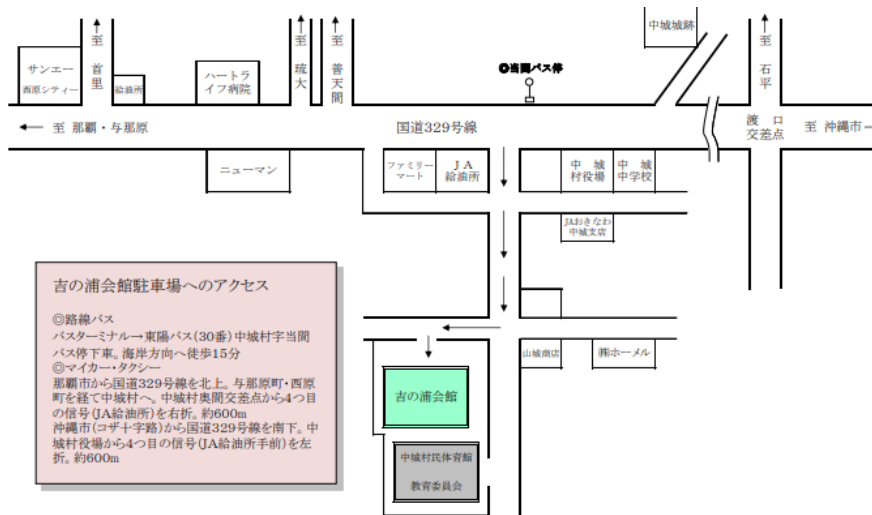 至 首里
至 琉大
至 普天間
◎当間バス停
中城城跡
至 石平
サンエー
西原シティー
給油所
ハートラ
イフ病院
← 至 那覇・与那原
国道329号線
渡 口
交差点
至 沖縄市→
ニューマン
ファミリー
マート
JA
給油所
中 城
村役場
中 城
中学校
JAおきなわ
中城支店
吉の浦会館駐車場へのアクセス
◎路線バス
バスターミナル→東陽バス(30番)中城村字当間
バス停下車。海岸方向へ徒歩15分
◎マイカー・タクシー
那覇市から国道329号線を北上。与那原町・西原
町を経て中城村へ。中城村奥間交差点から4つ目
の信号(JA給油所)を右折。約600m
沖縄市(コザ十字路)から国道329号線を南下。中
城村役場から4つ目の信号(JA給油所手前)を左
折。約600m
山城商店
㈱ホーメル
吉の浦会館
中城村民体育館
教育委員会